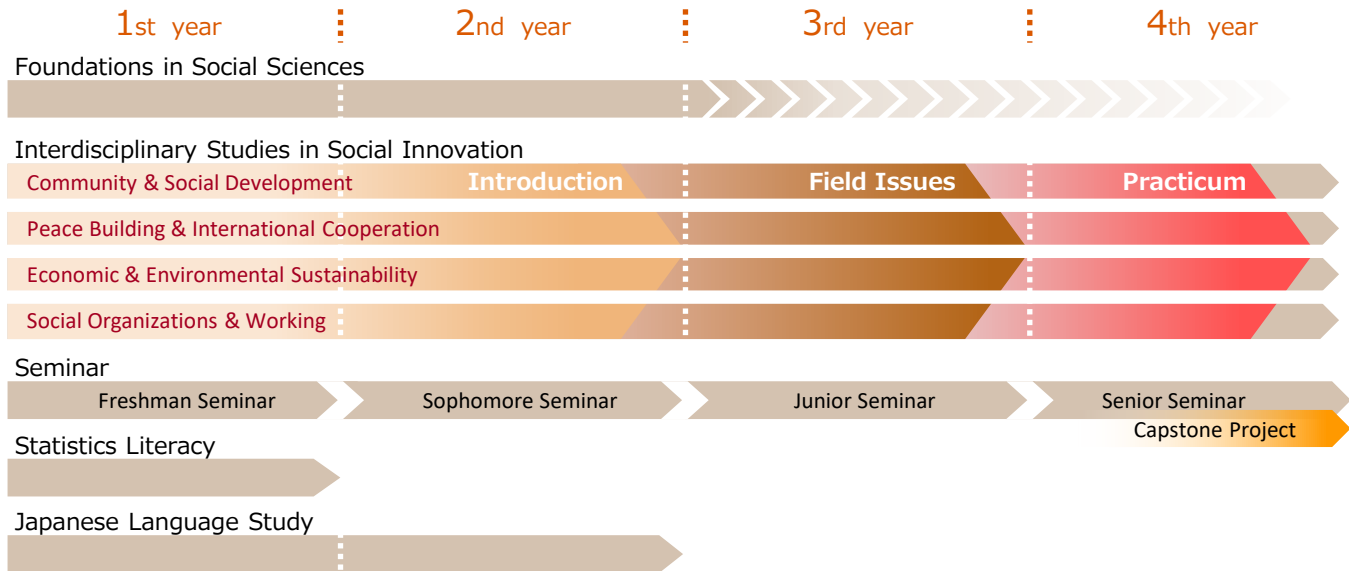 1st year 2nd year 3rd year 4th year
Foundations in Social Sciences
Interdisciplinary Studies in Social Innovation
Community & Social Development Introduction Field Issues Practicum
Peace Building & International Cooperation
Economic & Environmental Sustainability
Social Organizations & Working
Seminar
Freshman Seminar Sophomore Seminar Junior Seminar Senior Seminar
Capstone Project
Statistics Literacy
Japanese Language Study